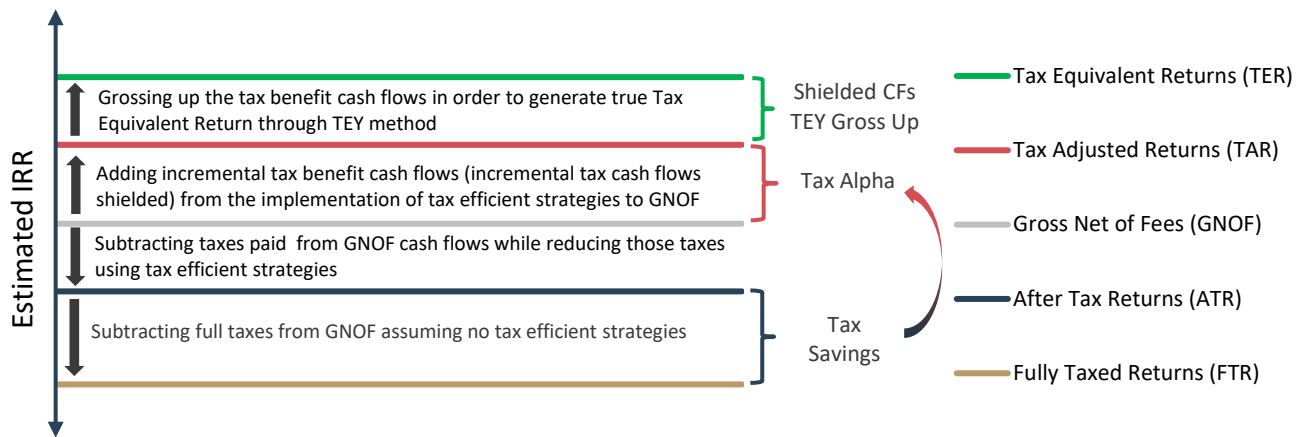 Estimated IRR
Grossing up the tax benefit cash flows in order to generate true Tax
Equivalent Return through TEY method
Adding incremental tax benefit cash flows (incremental tax cash flows
shielded) from the implementation of tax efficient strategies to GNOF
Subtracting taxes paid  from GNOF cash flows while reducing those taxes
using tax efficient strategies
Subtracting full taxes from GNOF assuming no tax efficient strategies
Shielded CFs
TEY Gross Up
Tax Alpha
Tax
Savings
Tax Equivalent Returns (TER)
Tax Adjusted Returns (TAR)
Gross Net of Fees (GNOF)
After Tax Returns (ATR)
Fully Taxed Returns (FTR)